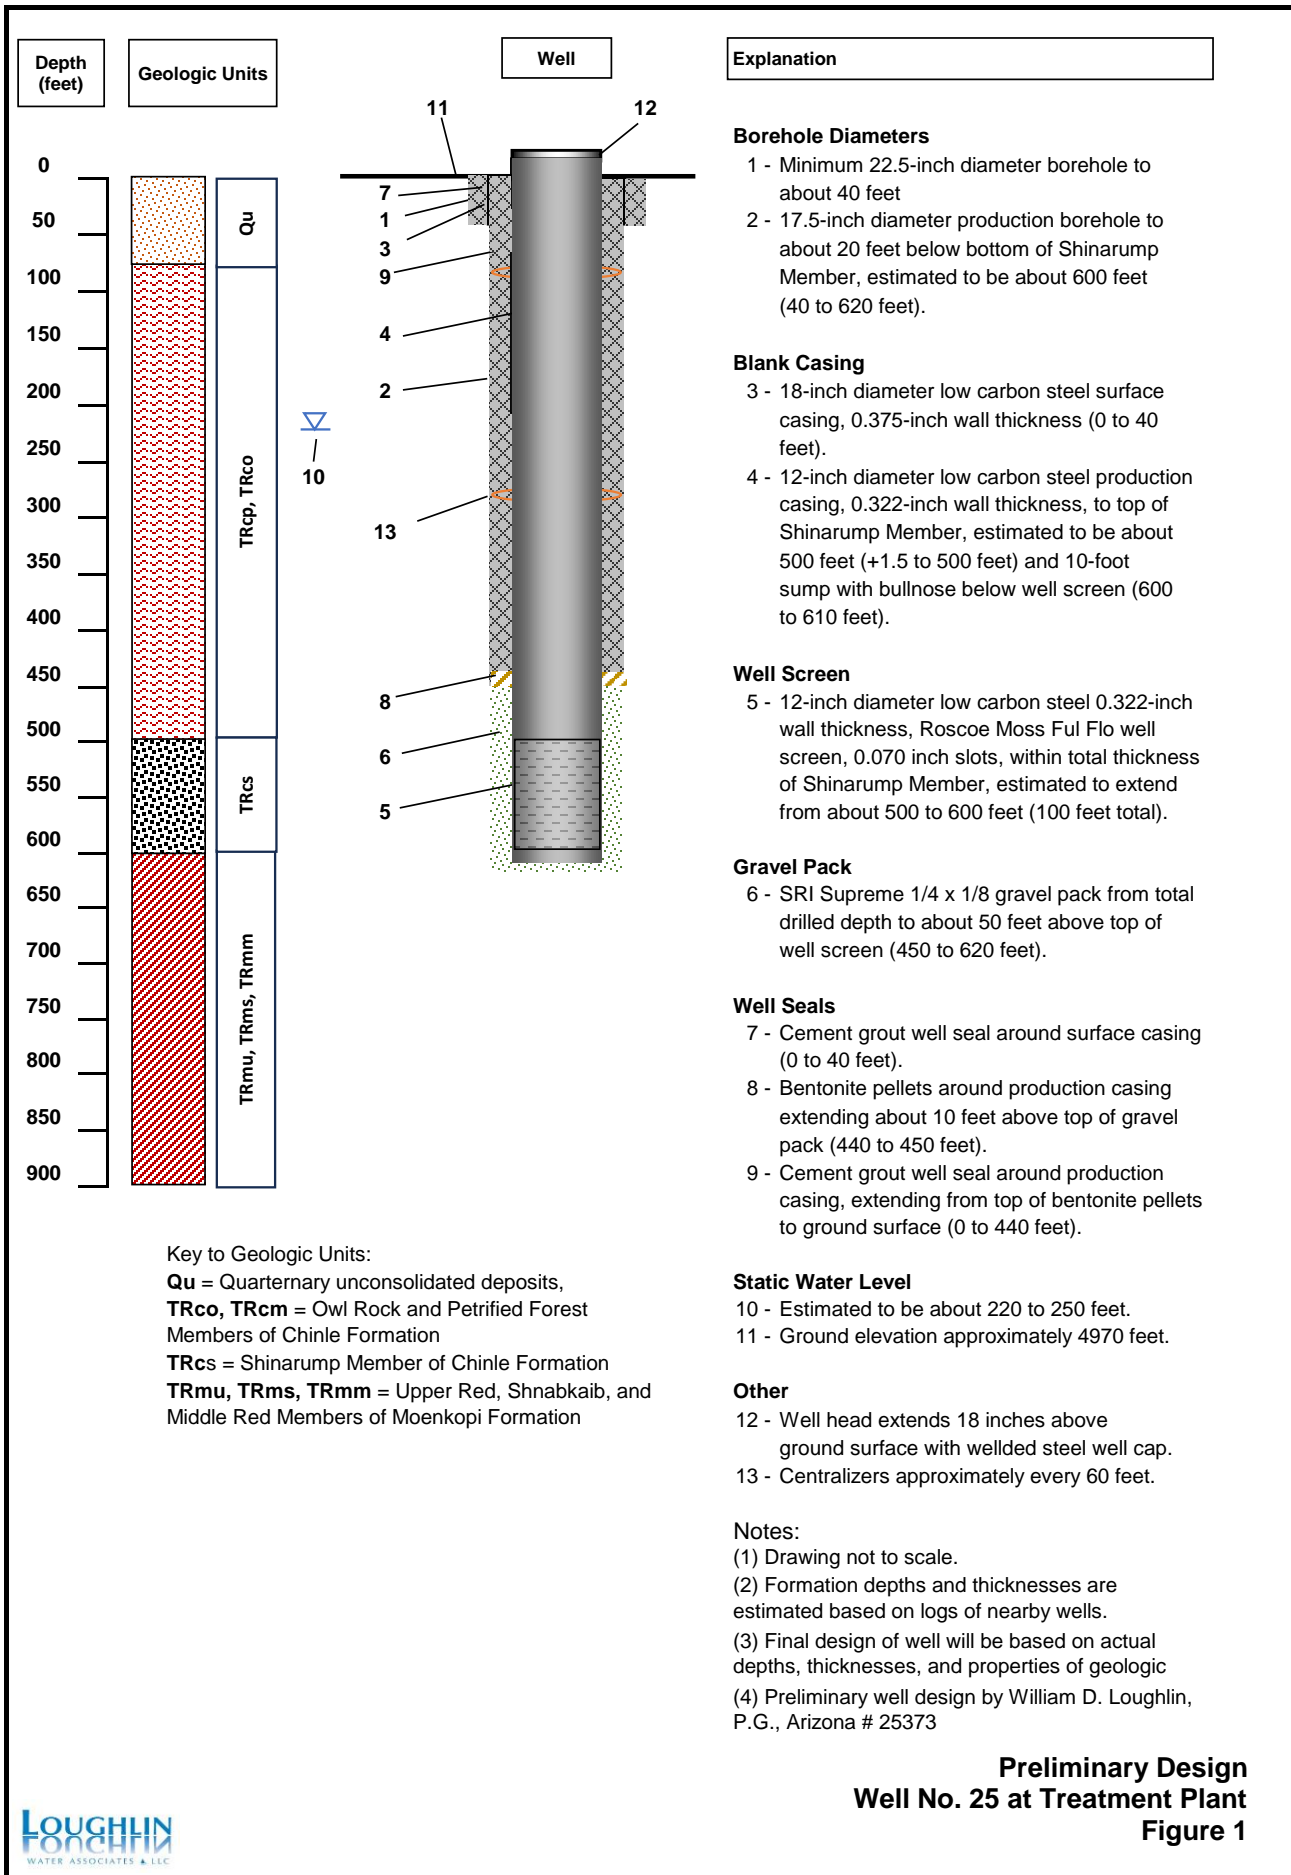 Depth
(feet)
Geologic Units
Well
Explanation
11
12
0
50
100
150
200
250
300
350
400
450
500
550
600
650
700
750
800
850
900
Qu
TRcp, TRco
TRcs
TRmu, TRms, TRmm
10
7
1
3
9
4
2
13
8
6
5
Borehole Diameters
1 - Minimum 22.5-inch diameter borehole to
about 40 feet
2 - 17.5-inch diameter production borehole to
about 20 feet below bottom of Shinarump
Member, estimated to be about 600 feet
(40 to 620 feet).
Blank Casing
3 - 18-inch diameter low carbon steel surface
casing, 0.375-inch wall thickness (0 to 40
feet).
4 - 12-inch diameter low carbon steel production
casing, 0.322-inch wall thickness, to top of
Shinarump Member, estimated to be about
500 feet (+1.5 to 500 feet) and 10-foot
sump with bullnose below well screen (600
to 610 feet).
Well Screen
5 - 12-inch diameter low carbon steel 0.322-inch
wall thickness, Roscoe Moss Ful Flo well
screen, 0.070 inch slots, within total thickness
of Shinarump Member, estimated to extend
from about 500 to 600 feet (100 feet total).
Gravel Pack
6 - SRI Supreme 1/4 x 1/8 gravel pack from total
drilled depth to about 50 feet above top of
well screen (450 to 620 feet).
Well Seals
7 - Cement grout well seal around surface casing
(0 to 40 feet).
8 - Bentonite pellets around production casing
extending about 10 feet above top of gravel
pack (440 to 450 feet).
9 - Cement grout well seal around production
casing, extending from top of bentonite pellets
to ground surface (0 to 440 feet).
Static Water Level
10 - Estimated to be about 220 to 250 feet.
11 - Ground elevation approximately 4970 feet.
Other
12 - Well head extends 18 inches above
ground surface with wellded steel well cap.
13 - Centralizers approximately every 60 feet.
Notes:
(1) Drawing not to scale.
(2) Formation depths and thicknesses are
estimated based on logs of nearby wells.
(3) Final design of well will be based on actual
depths, thicknesses, and properties of geologic
(4) Preliminary well design by William D. Loughlin,
P.G., Arizona # 25373
Key to Geologic Units:
Qu = Quarternary unconsolidated deposits,
TRco, TRcm = Owl Rock and Petrified Forest
Members of Chinle Formation
TRcs = Shinarump Member of Chinle Formation
TRmu, TRms, TRmm = Upper Red, Shnabkaib, and
Middle Red Members of Moenkopi Formation
Preliminary Design
Well No. 25 at Treatment Plant
Figure 1
LOUGHLIN
WATER ASSOCIATES LLC